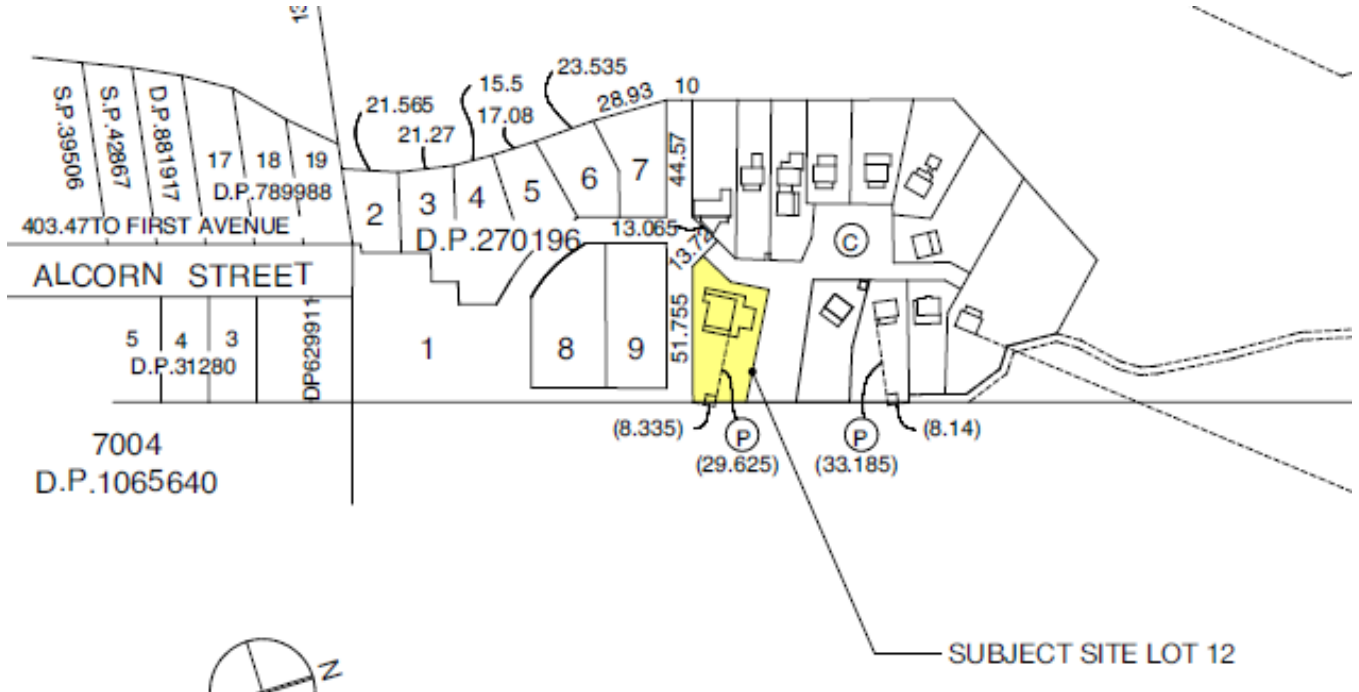 23.535
15.5
28.93
10
21.565
17.08
21.27
S.P.39506
S.P.42867
D.P.881917
17
18
19
D.P.789988
2
3
4
5
6
7
44.57
403.47TO FIRST AVENUE
D.P.270196
13.065
13.72
C
ALCORN STREET
5
4
3
D.P.31280
DP629911
1
8
9
51.755
(8.335)
P
(29.625)
P
(33.185)
(8.14)
7004
D.P.1065640
SUBJECT SITE LOT 12
N